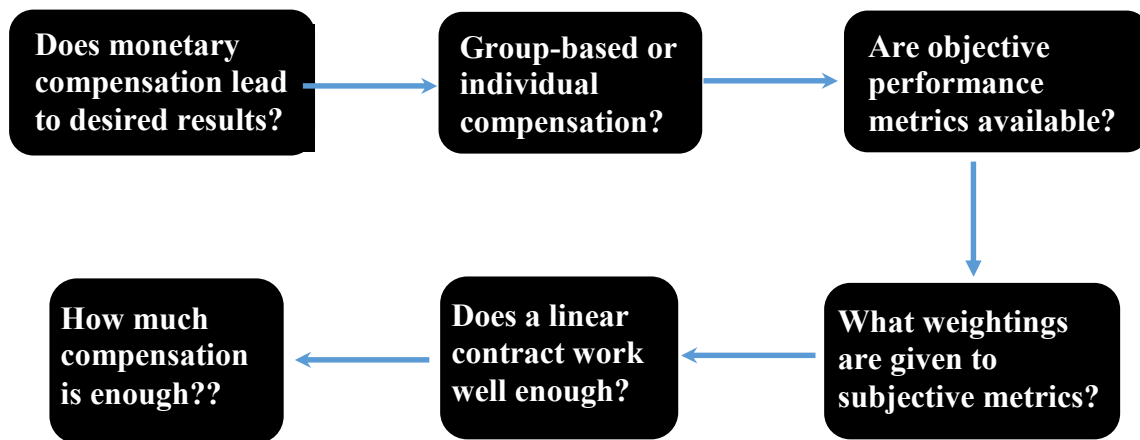 Does monetary
compensation lead
to desired results?
Group-based or
individual
compensation?
Are objective
performance
metrics available?
What weightings
are given to
subjective metrics?
Does a linear
contract work
well enough?
How much
compensation
is enough??